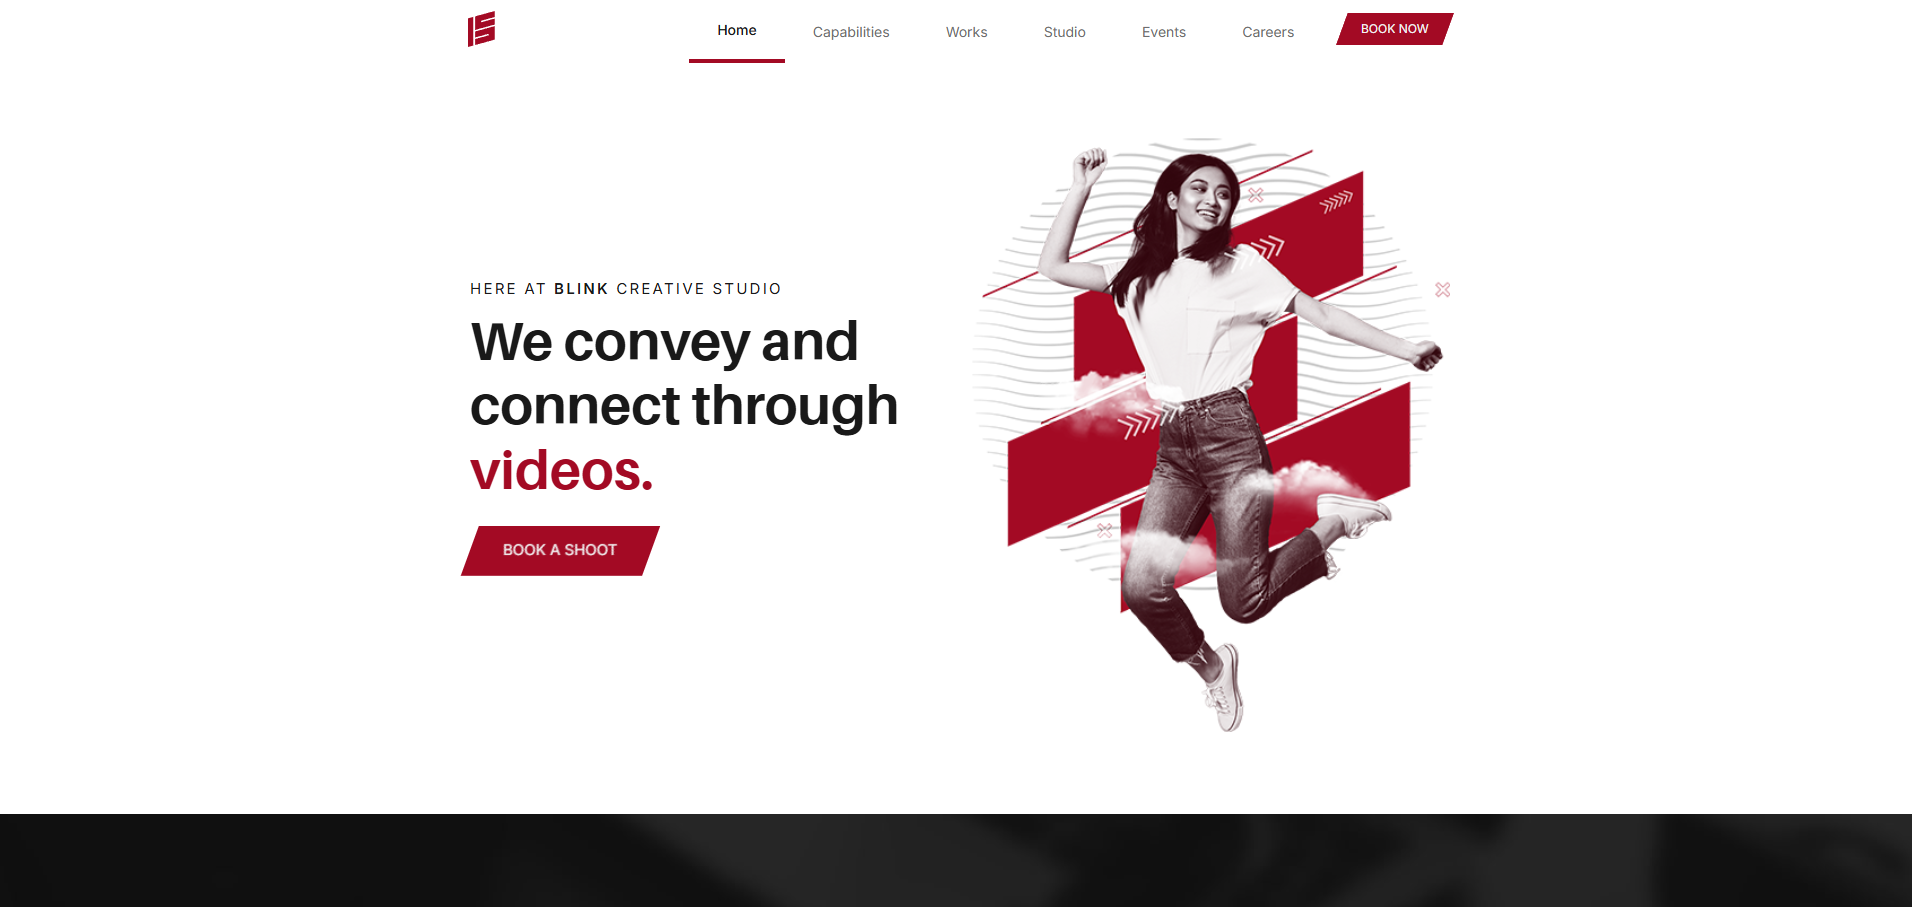 Home
Capabilities
Works
Studio
Events
Careers
BOOK NOW
HERE AT BLINK CREATIVE STUDIO
We convey and
connect through
videos.
BOOK A SHOOT